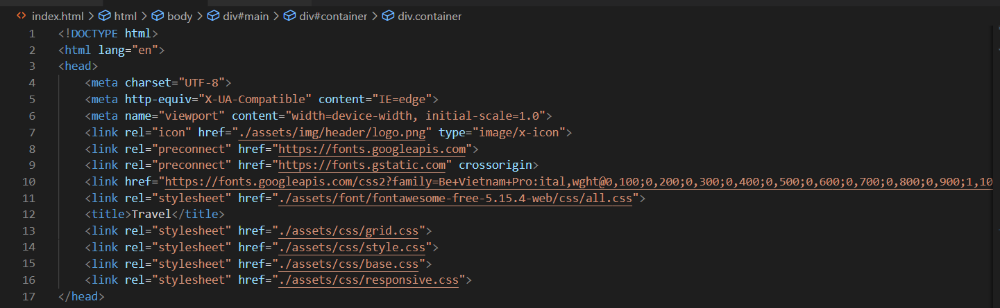 index.html > html > body > div#main > div#container > div.container
1 <!DOCTYPE html>
2 <html lang="en">
3 <head>
4 <meta charset="UTF-8">
5 <meta http-equiv="X-UA-Compatible" content="IE=edge">
6 <meta name="viewport" content="width=device-width, initial-scale=1.0">
7 <link rel="icon" href="./assets/img/header/logo.png" type="image/x-icon">
8 <link rel="preconnect" href="https://fonts.googleapis.com">
9 <link rel="preconnect" href="https://fonts.gstatic.com" crossorigin>
10 <link href="https://fonts.googleapis.com/css2?family=Be+Vietnam+Pro:ital,wght@0,100;0,200;0,300;0,400;0,500;0,600;0,700;0,800;0,900;1,10
11 <link rel="stylesheet" href="./assets/font/fontawesome-free-5.15.4-web/css/all.css">
12 <title>Travel</title>
13 <link rel="stylesheet" href="./assets/css/grid.css">
14 <link rel="stylesheet" href="./assets/css/style.css">
15 <link rel="stylesheet" href="./assets/css/base.css">
16 <link rel="stylesheet" href="./assets/css/responsive.css">
17 </head>